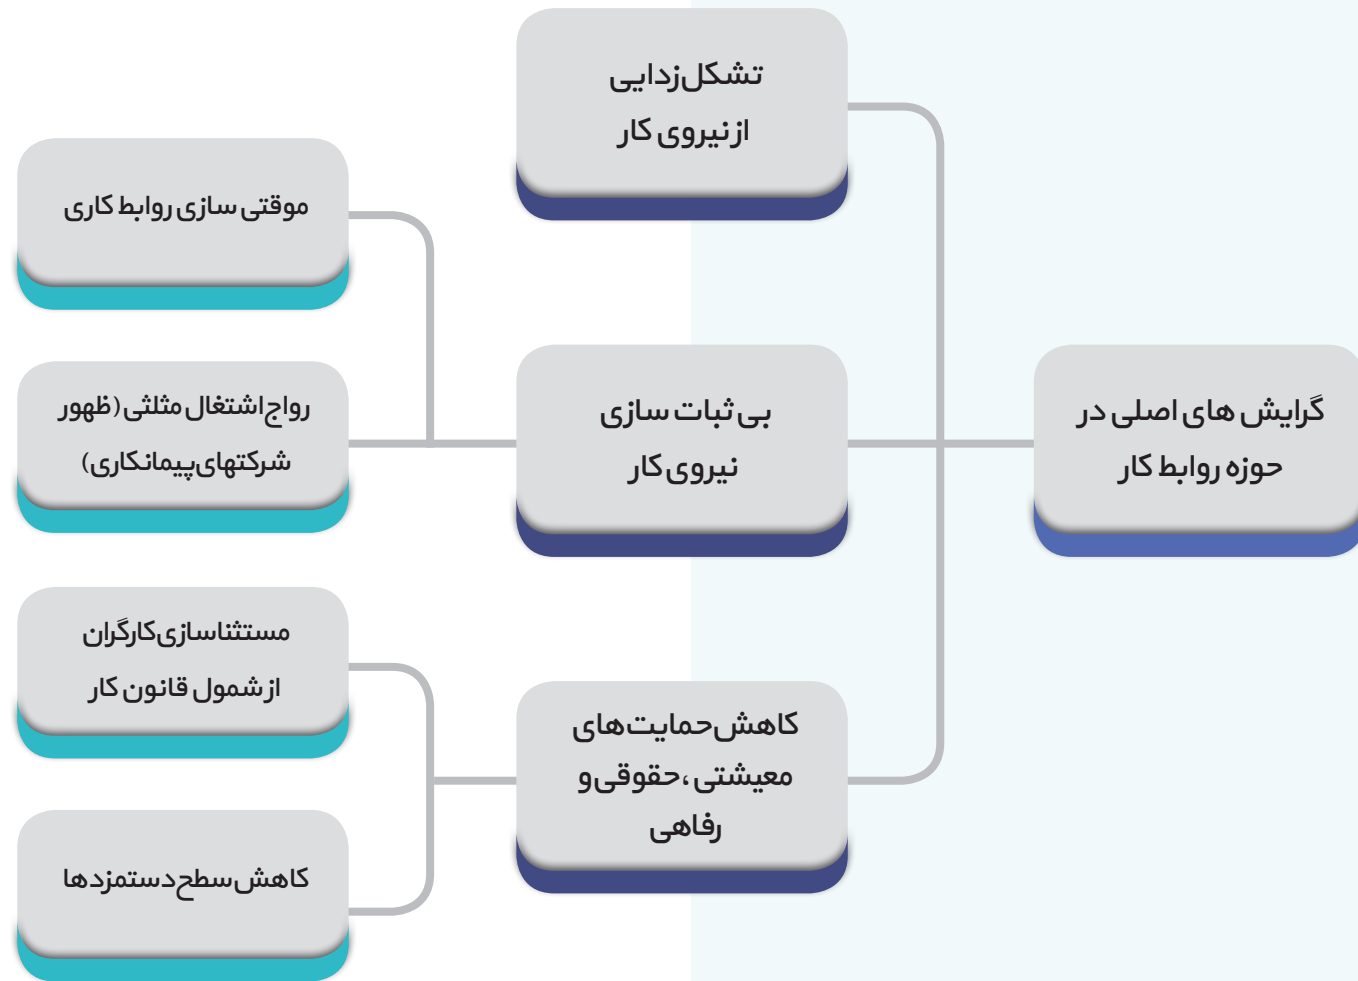 گرایش های اصلی در
حوزه روابط کار
تشکل‌زدایی
از نیروی کار
بی ثبات سازی
نیروی کار
موقتی سازی روابط کاری
رواج اشتغال مثلثی (ظهور
شرکتهای پیمانکاری)
کاهش حمایت‌های
معیشتی ،حقوقی و
رفاهی
مستثناسازی کارگران
از شمول قانون کار
کاهش سطح دستمزدها